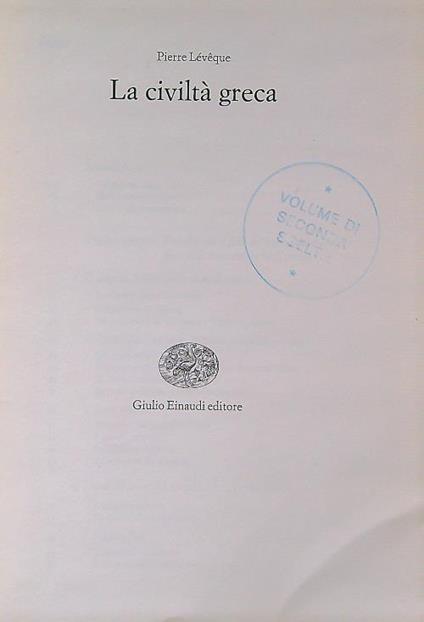 Pierre Lévêque
La civiltà greca
VOLUME DI
SECONDA
SCELTA
Giulio Einaudi editore